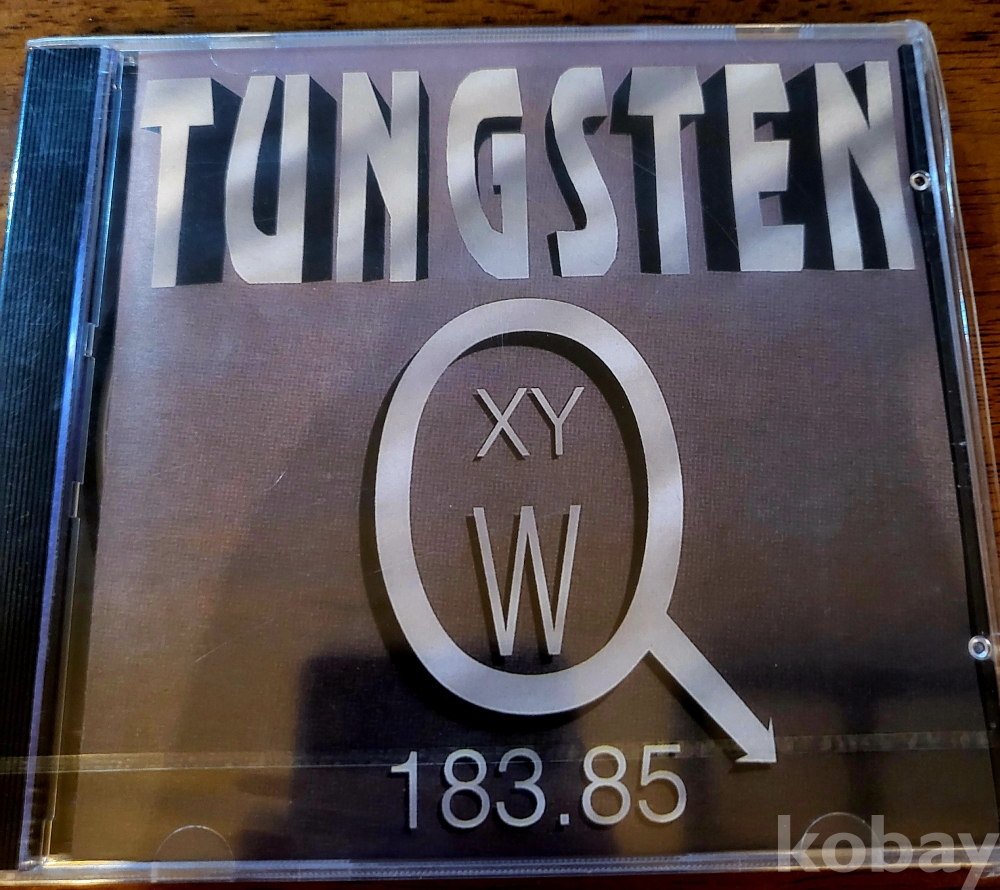 TUNGSTEN
XY
W
183.85
kobay